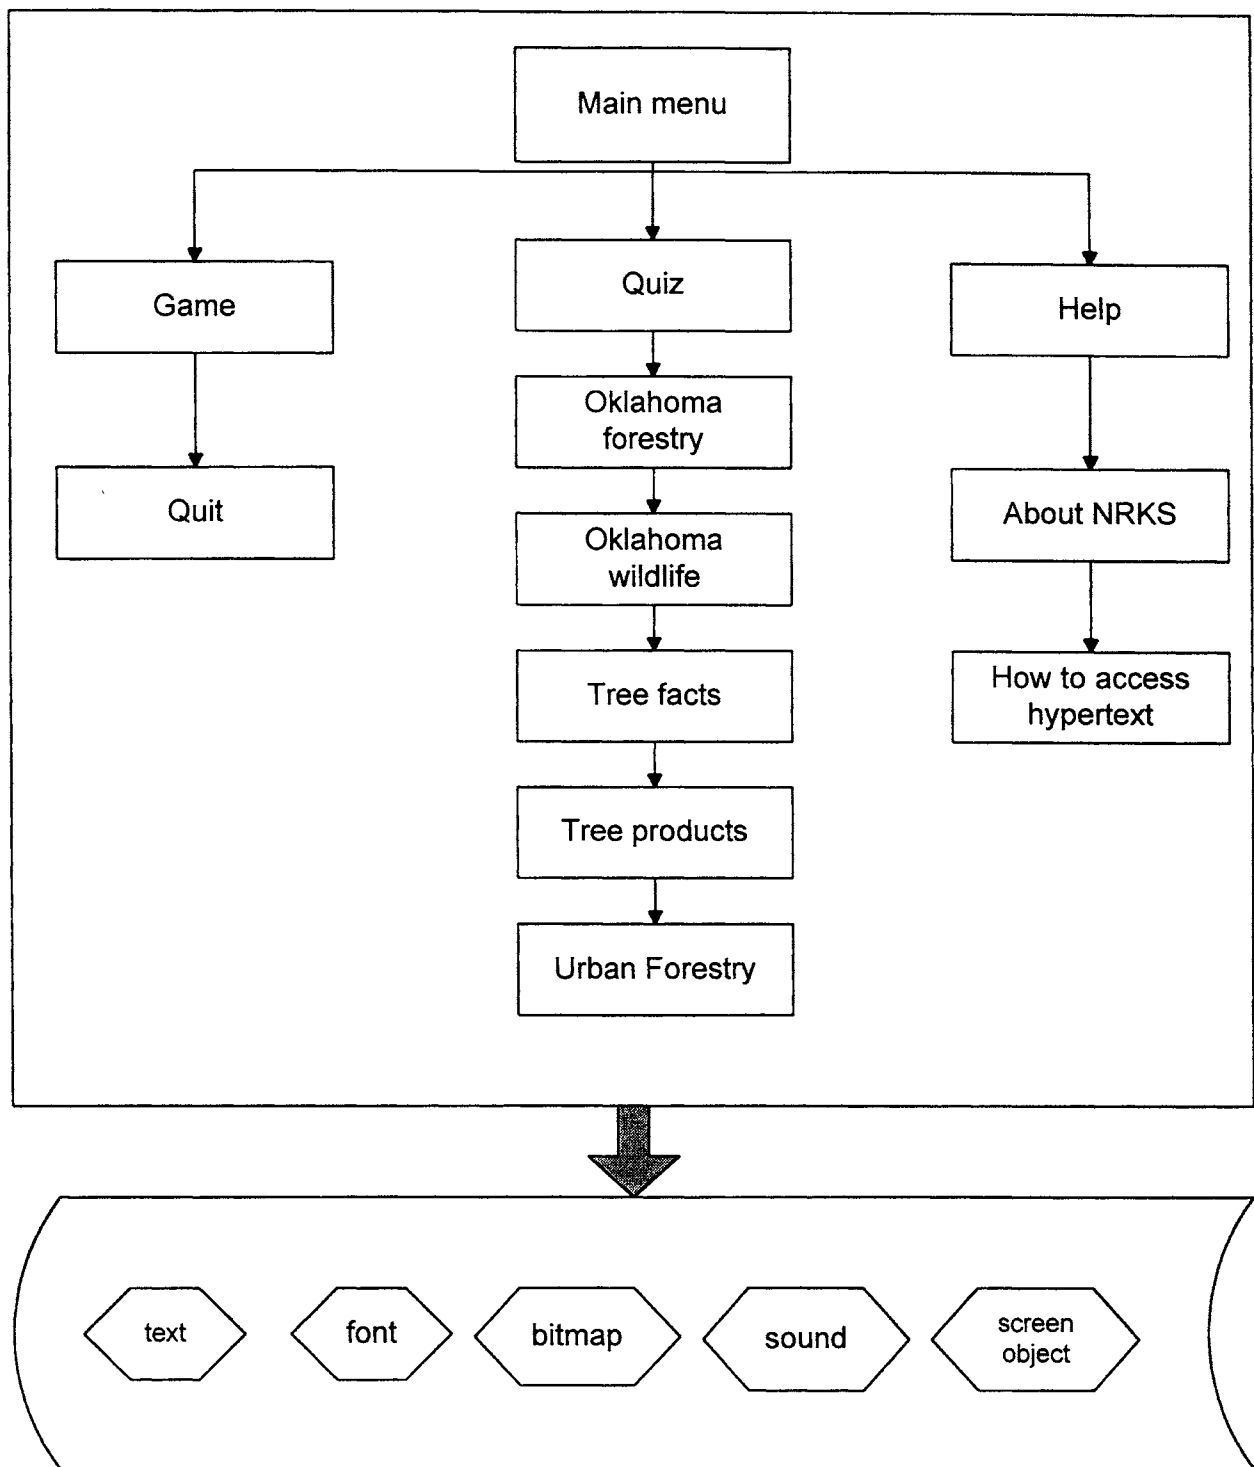 Main menu
Game
Quiz
Help
Oklahoma
forestry
Quit
About NRKS
Oklahoma
wildlife
Tree facts
How to access
hypertext
Tree products
Urban Forestry
text
font
bitmap
sound
screen
object